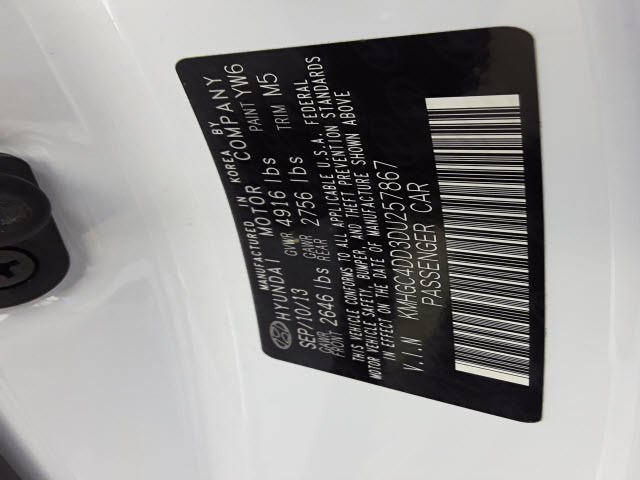 MANUFACTURED IN KOREA BY
HYUNDAI MOTOR COMPANY
SEP/10/13 GVWR 4916 lbs PAINT YW6
GAWR FRONT 2646 lbs GAWR REAR 2756 lbs TRIM M5
THIS VEHICLE CONFORMS TO ALL APPLICABLE U.S.A. FEDERAL
MOTOR VEHICLE SAFETY, BUMPER, AND THEFT PREVENTION STANDARDS
IN EFFECT ON THE DATE OF MANUFACTURE SHOWN ABOVE
V.I.N KMHGC4DD3DU257867
PASSENGER CAR